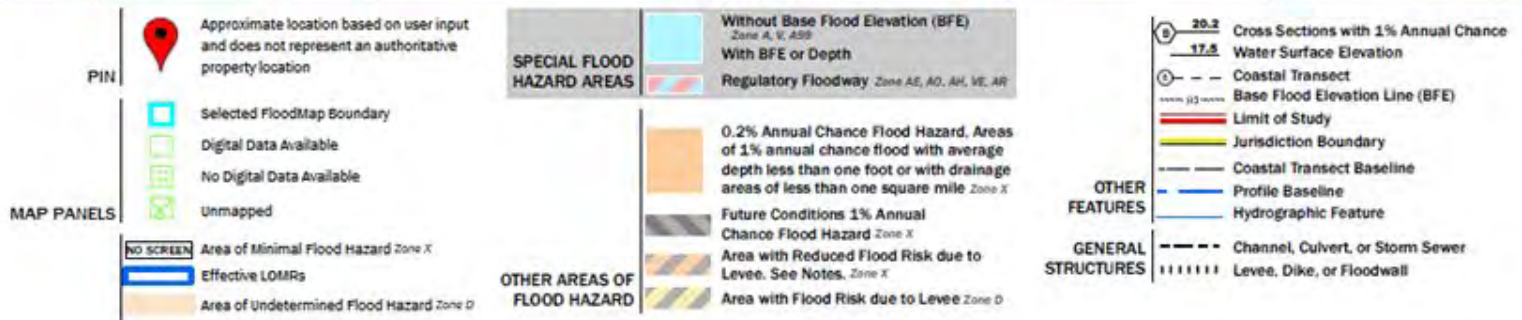 PIN
Approximate location based on user input
and does not represent an authoritative
property location
MAP PANELS
Selected FloodMap Boundary
Digital Data Available
No Digital Data Available
Unmapped
NO SCREEN Area of Minimal Flood Hazard Zone X
Effective LOMRs
Area of Undetermined Flood Hazard Zone D
SPECIAL FLOOD
HAZARD AREAS
Without Base Flood Elevation (BFE)
Zone A, V, A99
With BFE or Depth
Regulatory Floodway Zone AE, AO, AH, VE, AR
OTHER AREAS OF
FLOOD HAZARD
0.2% Annual Chance Flood Hazard, Areas
of 1% annual chance flood with average
depth less than one foot or with drainage
areas of less than one square mile Zone X
Future Conditions 1% Annual
Chance Flood Hazard Zone X
Area with Reduced Flood Risk due to
Levee. See Notes. Zone X
Area with Flood Risk due to Levee Zone D
OTHER
FEATURES
B 20.2 Cross Sections with 1% Annual Chance
17.5 Water Surface Elevation
Coastal Transect
Base Flood Elevation Line (BFE)
Limit of Study
Jurisdiction Boundary
Coastal Transect Baseline
Profile Baseline
Hydrographic Feature
GENERAL
STRUCTURES
Channel, Culvert, or Storm Sewer
Levee, Dike, or Floodwall